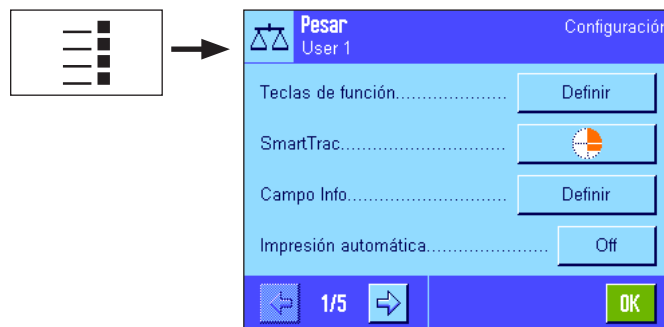 Pesar
Configuración
User 1
Teclas de función.................... Definir
SmartTrac..............................
Campo Info............................. Definir
Impresión automática...................... Off
1/5
OK